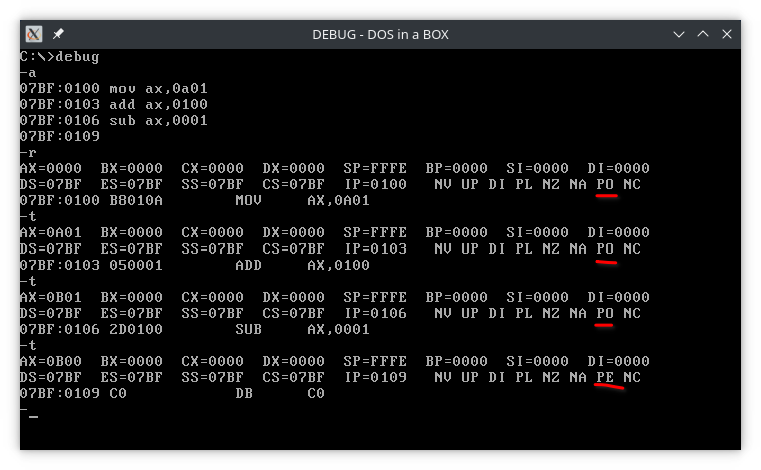 DEBUG - DOS in a BOX
C:\>debug
-a
07BF:0100 mov ax,0a01
07BF:0103 add ax,0100
07BF:0106 sub ax,0001
07BF:0109
-r
AX=0000  BX=0000  CX=0000  DX=0000  SP=FFFE  BP=0000  SI=0000  DI=0000
DS=07BF  ES=07BF  SS=07BF  CS=07BF  IP=0100   NV UP DI PL NZ NA PO NC
07BF:0100 B8010A        MOV     AX,0A01
-t
AX=0A01  BX=0000  CX=0000  DX=0000  SP=FFFE  BP=0000  SI=0000  DI=0000
DS=07BF  ES=07BF  SS=07BF  CS=07BF  IP=0103   NV UP DI PL NZ NA PO NC
07BF:0103 050001        ADD     AX,0100
-t
AX=0B01  BX=0000  CX=0000  DX=0000  SP=FFFE  BP=0000  SI=0000  DI=0000
DS=07BF  ES=07BF  SS=07BF  CS=07BF  IP=0106   NV UP DI PL NZ NA PO NC
07BF:0106 2D0100        SUB     AX,0001
-t
AX=0B00  BX=0000  CX=0000  DX=0000  SP=FFFE  BP=0000  SI=0000  DI=0000
DS=07BF  ES=07BF  SS=07BF  CS=07BF  IP=0109   NV UP DI PL NZ NA PE NC
07BF:0109 C0            DB      C0
-_